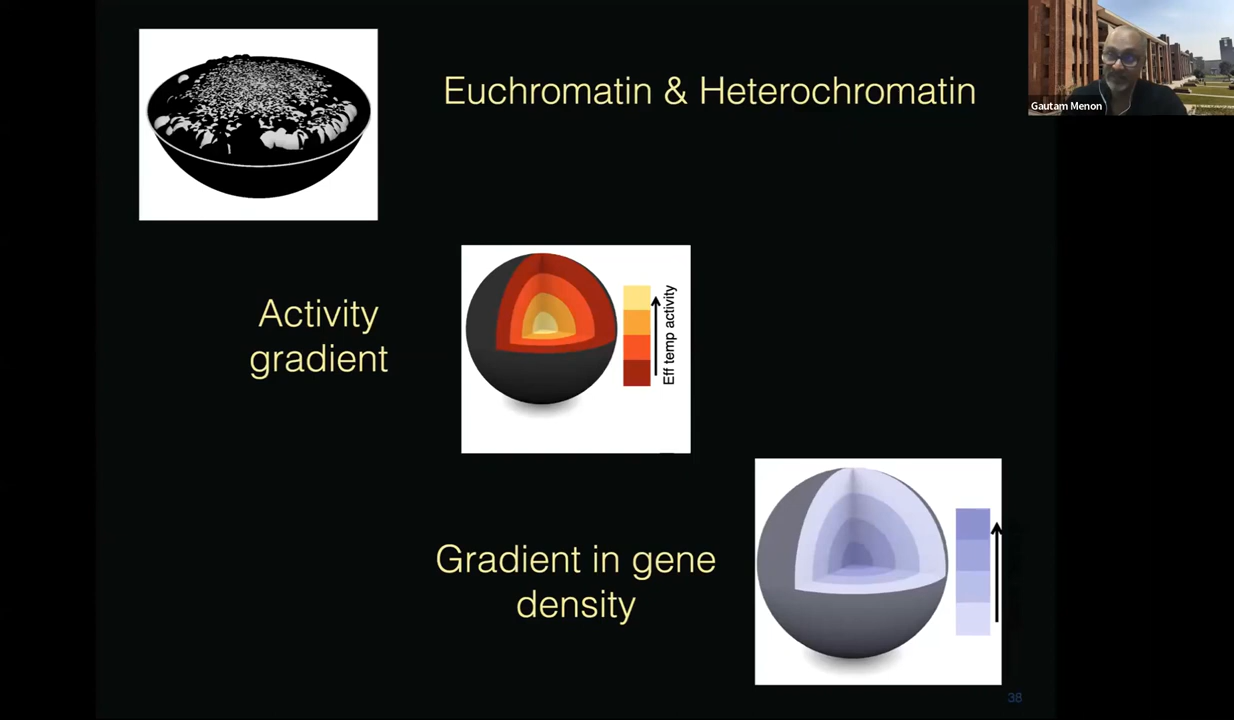 Euchromatin & Heterochromatin
Gautam Menon
Activity
gradient
Eff temp activity
Gradient in gene
density
38